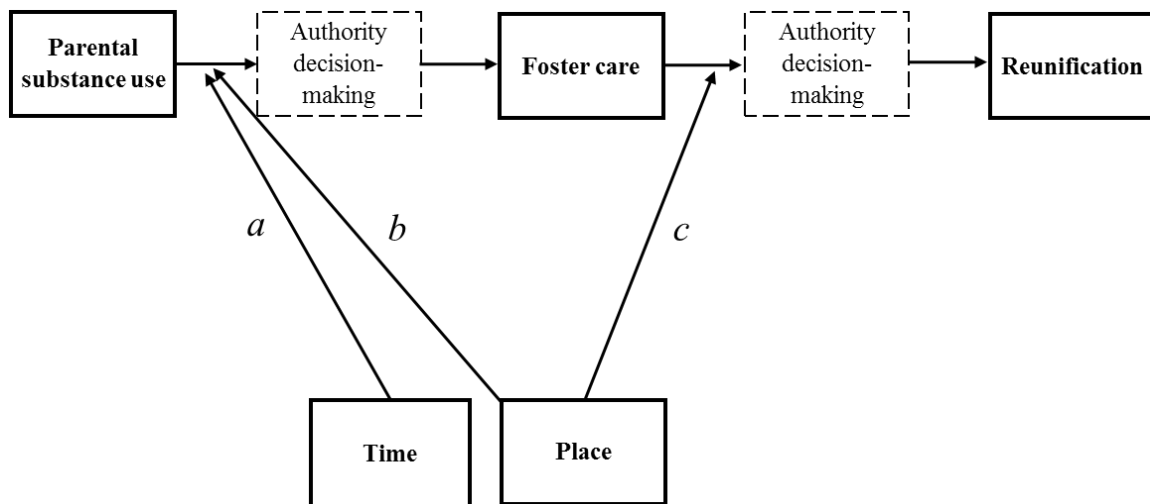 Parental
substance use
Authority
decision-
making
Foster care
Authority
decision-
making
Reunification
a
b
c
Time
Place